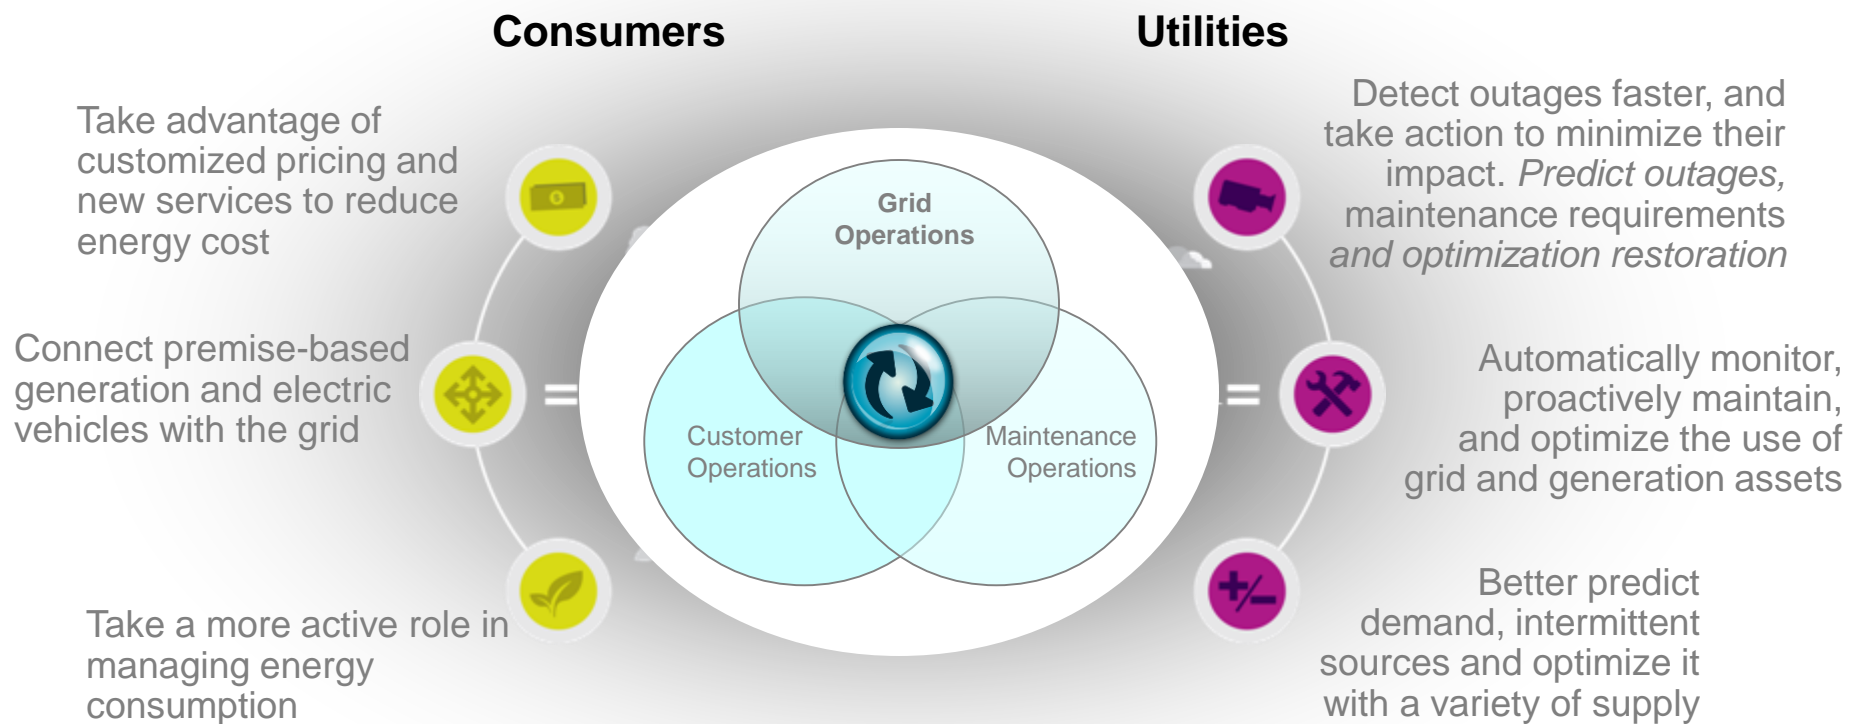 Consumers
Take advantage of
customized pricing and
new services to reduce
energy cost
Connect premise-based
generation and electric
vehicles with the grid
Take a more active role in
managing energy
consumption
Grid
Operations
Customer
Operations
Maintenance
Operations
Utilities
Detect outages faster, and
take action to minimize their
impact. Predict outages,
maintenance requirements
and optimization restoration
Automatically monitor,
proactively maintain,
and optimize the use of
grid and generation assets
Better predict
demand, intermittent
sources and optimize it
with a variety of supply